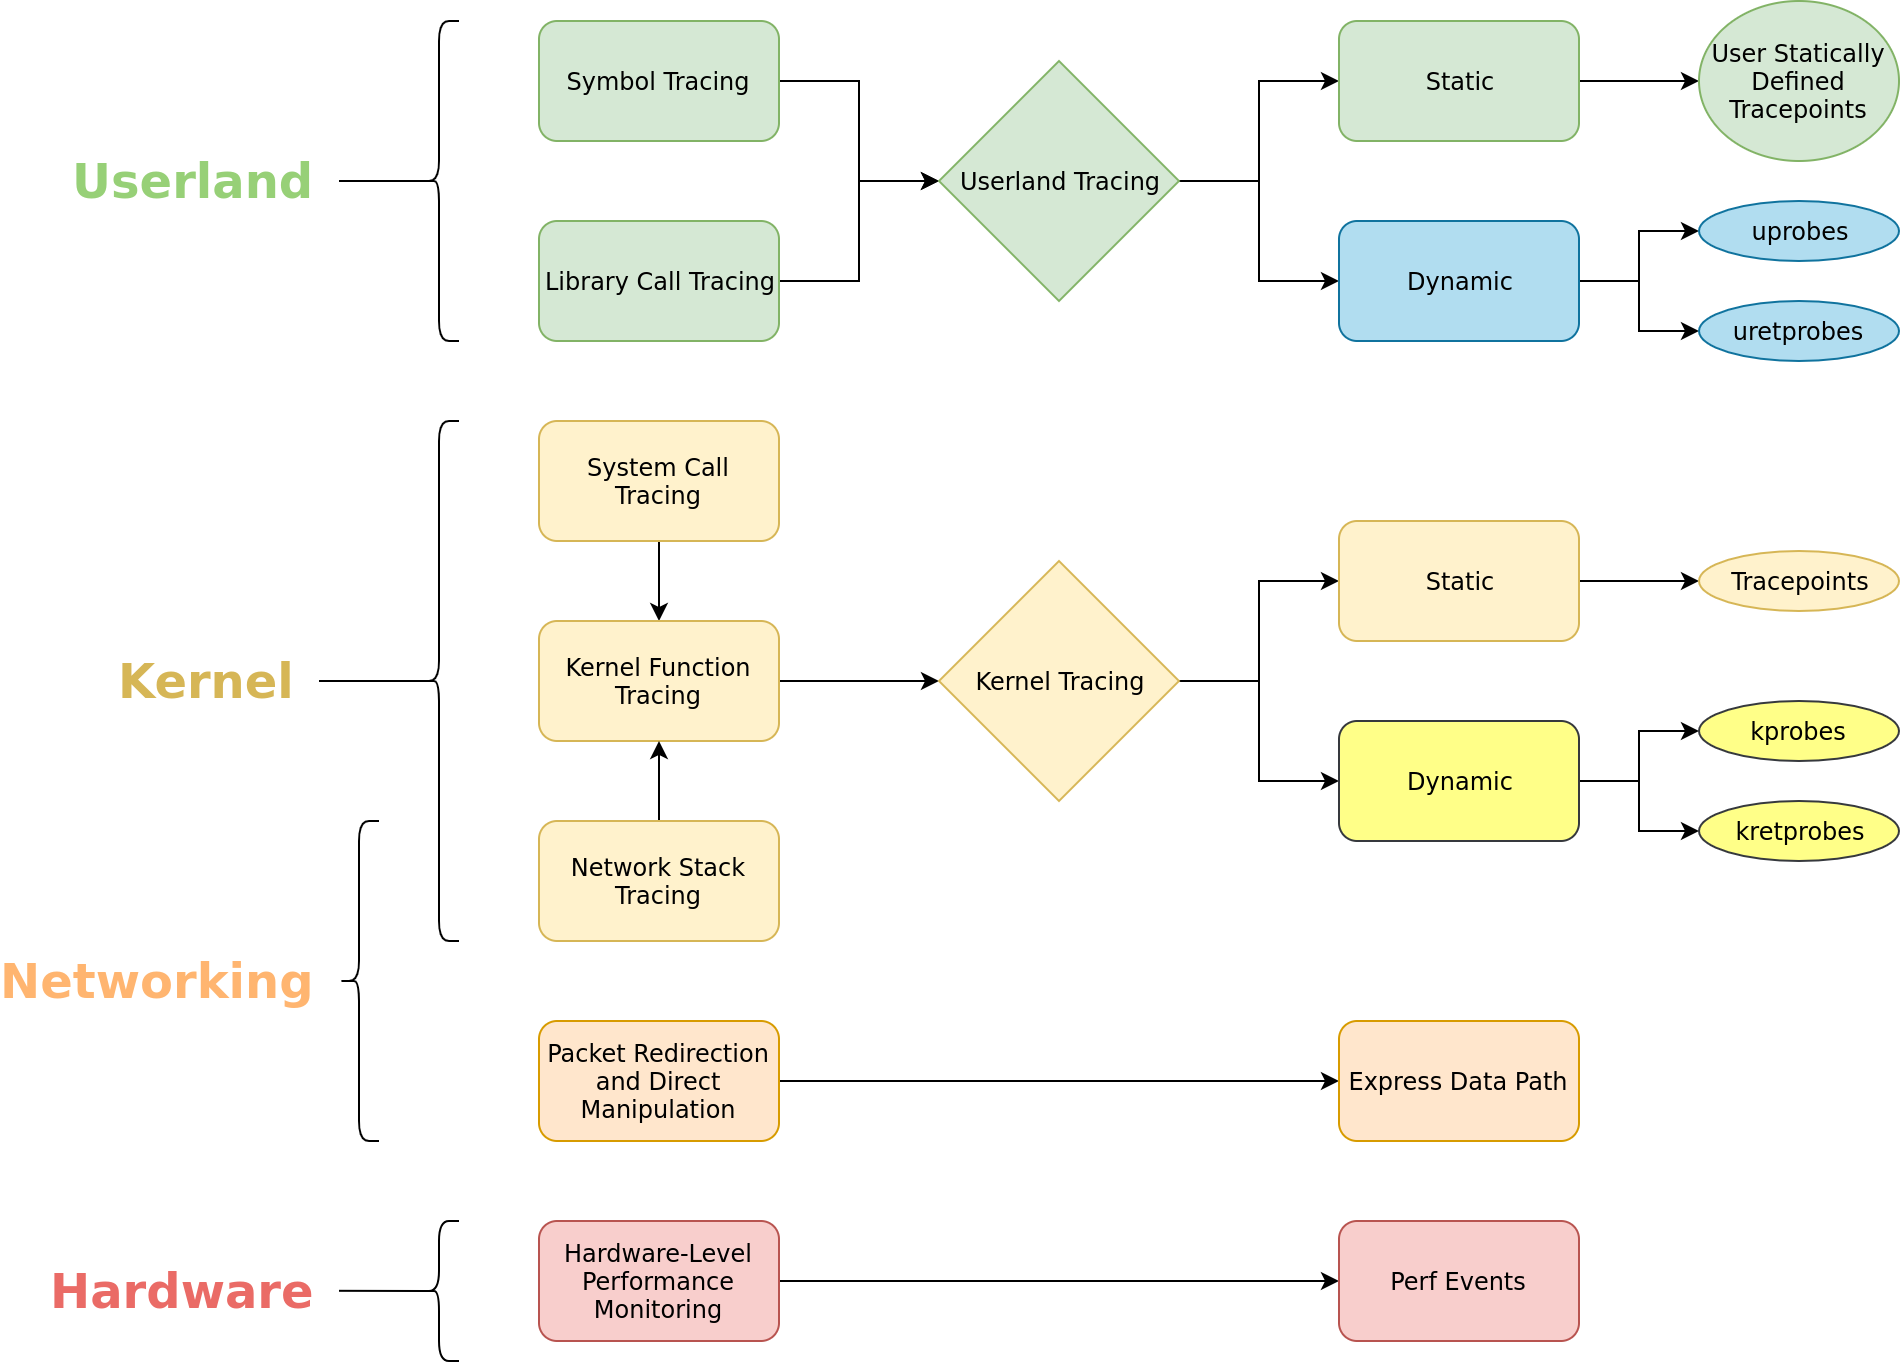 Userland
Symbol Tracing
Library Call Tracing
Userland Tracing
Static
User Statically
Defined
Tracepoints
Dynamic
uprobes
uretprobes
Kernel
System Call
Tracing
Kernel Function
Tracing
Network Stack
Tracing
Kernel Tracing
Static
Tracepoints
Dynamic
kprobes
kretprobes
Networking
Packet Redirection
and Direct
Manipulation
Express Data Path
Hardware
Hardware-Level
Performance
Monitoring
Perf Events